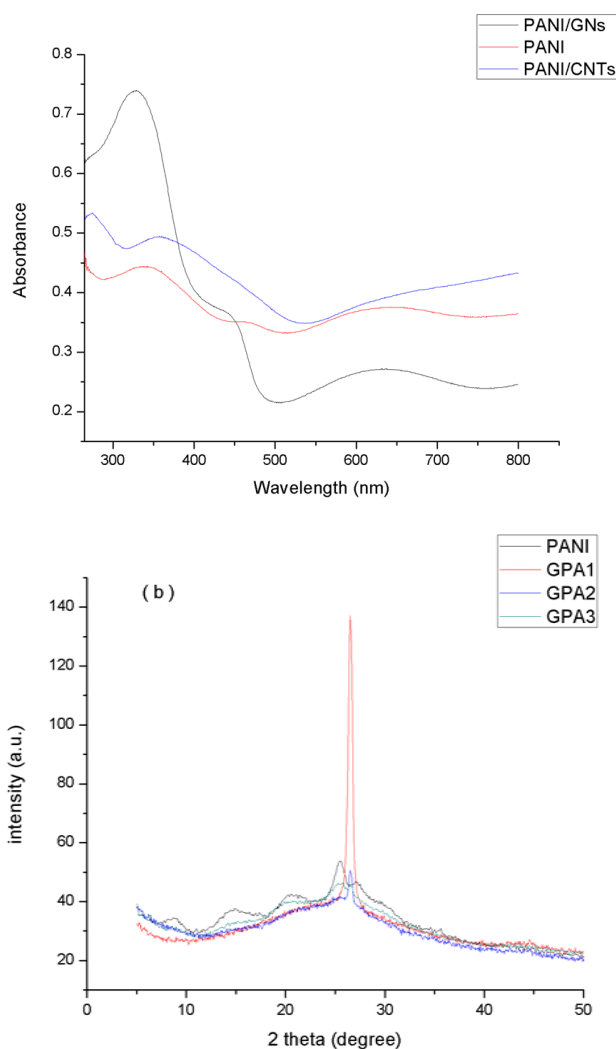 PANI/GNs
PANI
PANI/CNTs
0.8
0.7
0.6
0.5
0.4
0.3
0.2
Absorbance
300 400 500 600 700 800
Wavelength (nm)
PANI
GPA1
GPA2
GPA3
(b)
140
120
100
80
60
40
20
intensity (a.u.)
0 10 20 30 40 50
2 theta (degree)